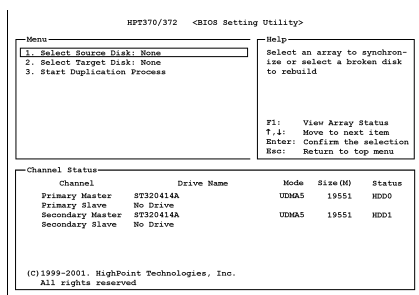 HPT370/372 <BIOS Setting Utility>
Menu
1. Select Source Disk: None
2. Select Target Disk: None
3. Start Duplication Process
Help
Select an array to synchron-
ize or select a broken disk
to rebuild
F1: View Array Status
↑,↓: Move to next item
Enter: Confirm the selection
Esc: Return to top menu
Channel Status
Channel Drive Name Mode Size(M) Status
Primary Master ST320414A UDMA5 19551 HDD0
Primary Slave No Drive
Secondary Master ST320414A UDMA5 19551 HDD1
Secondary Slave No Drive
(C)1999-2001. HighPoint Technologies, Inc.
All rights reserved